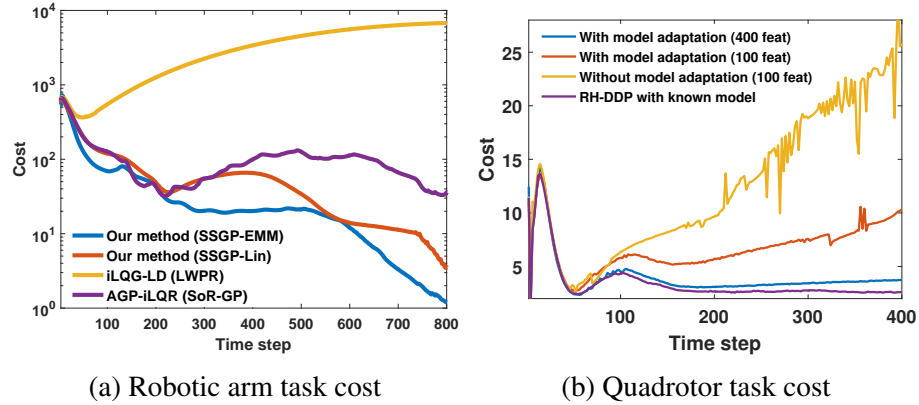 10^4
10^3
10^2
10^1
10^0
Cost
0 100 200 300 400 500 600 700 800
Time step
Our method (SSGP-EMM)
Our method (SSGP-Lin)
iLQG-LD (LWPR)
AGP-iLQR (SoR-GP)
(a) Robotic arm task cost
25
20
15
10
5
Cost
100 200 300 400
Time step
With model adaptation (400 feat)
With model adaptation (100 feat)
Without model adaptation (100 feat)
RH-DDP with known model
(b) Quadrotor task cost